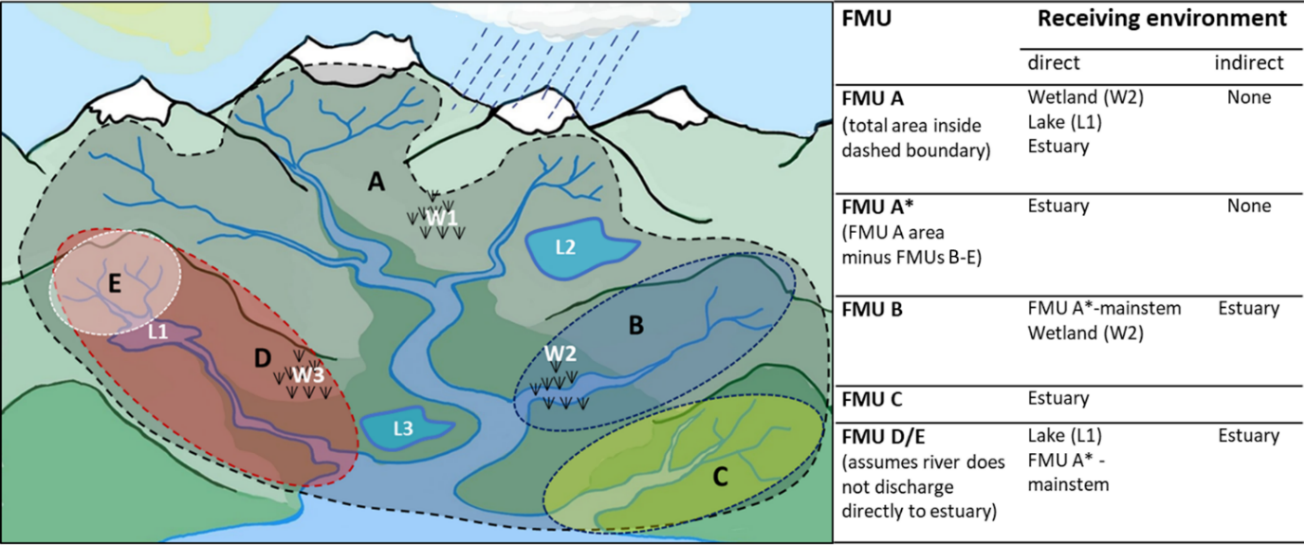 A
W1
L2
E
L1
B
D
W3
W2
L3
C
FMU Receiving environment
direct indirect
FMU A Wetland (W2) None
(total area inside Lake (L1)
dashed boundary) Estuary
FMU A* Estuary None
(FMU A area
minus FMUs B-E)
FMU B FMU A*-mainstem Estuary
Wetland (W2)
FMU C Estuary
FMU D/E Lake (L1) Estuary
(assumes river does FMU A* -
not discharge mainstem
directly to estuary)